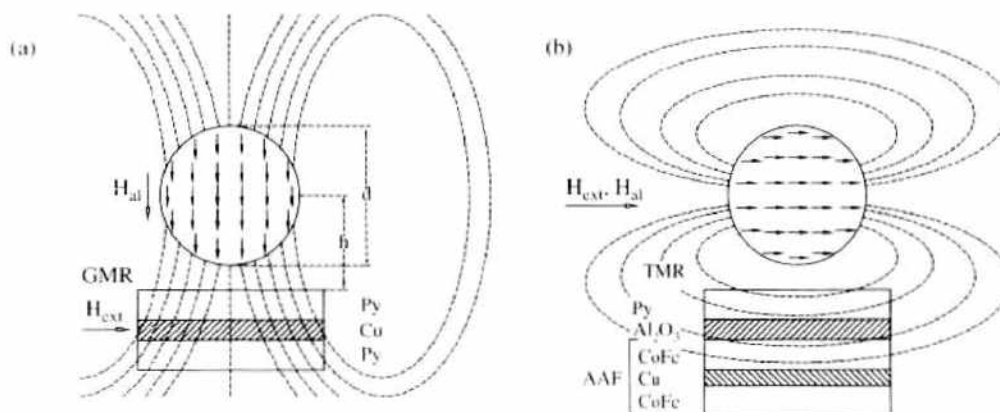 (a)
H_al
d
h
GMR
H_ext
Py
Cu
Py
(b)
H_ext, H_al
TMR
Py
Al₂O₃
CoFe
AAF
Cu
CoFe